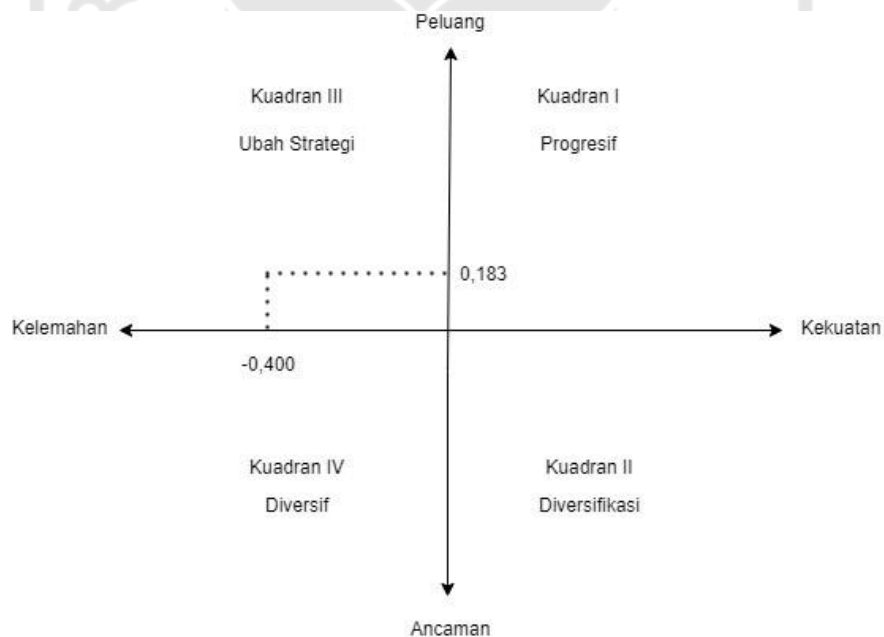 Peluang
Kuadran III
Kuadran I
Ubah Strategi
Progresif
0,183
Kelemahan
Kekuatan
-0,400
Kuadran IV
Kuadran II
Diversif
Diversifikasi
Ancaman